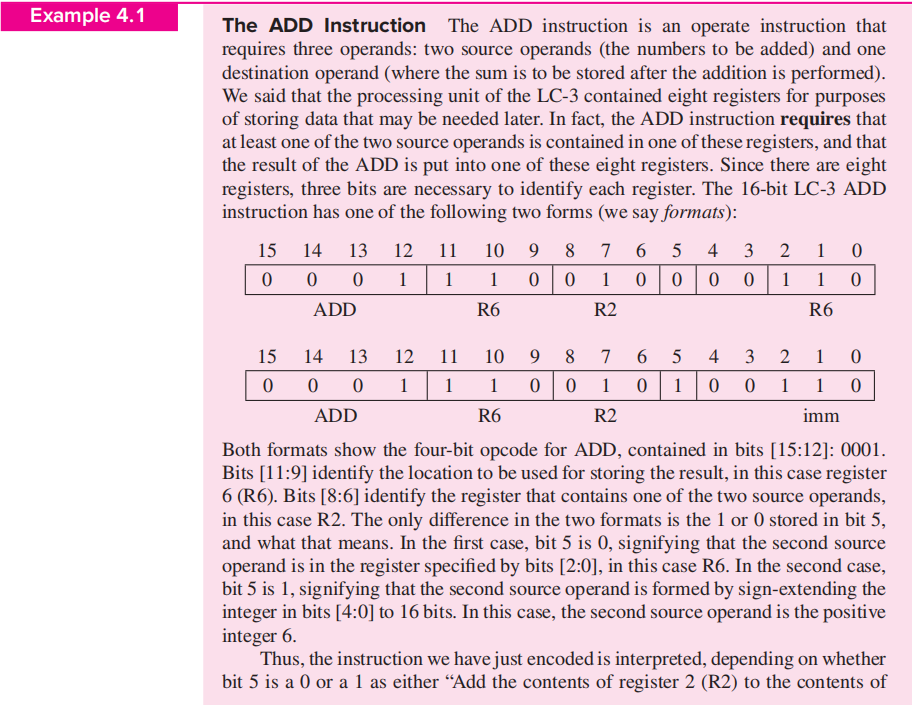 Example 4.1
The ADD Instruction The ADD instruction is an operate instruction that
requires three operands: two source operands (the numbers to be added) and one
destination operand (where the sum is to be stored after the addition is performed).
We said that the processing unit of the LC-3 contained eight registers for purposes
of storing data that may be needed later. In fact, the ADD instruction requires that
at least one of the two source operands is contained in one of these registers, and that
the result of the ADD is put into one of these eight registers. Since there are eight
registers, three bits are necessary to identify each register. The 16-bit LC-3 ADD
instruction has one of the following two forms (we say formats):
15 14 13 12 11 10 9 8 7 6 5 4 3 2 1 0
0 0 0 1 1 1 0 0 1 0 0 0 0 1 1 0
ADD R6 R2 R6
15 14 13 12 11 10 9 8 7 6 5 4 3 2 1 0
0 0 0 1 1 1 0 0 1 0 1 0 0 1 1 0
ADD R6 R2 imm
Both formats show the four-bit opcode for ADD, contained in bits [15:12]: 0001.
Bits [11:9] identify the location to be used for storing the result, in this case register
6 (R6). Bits [8:6] identify the register that contains one of the two source operands,
in this case R2. The only difference in the two formats is the 1 or 0 stored in bit 5,
and what that means. In the first case, bit 5 is 0, signifying that the second source
operand is in the register specified by bits [2:0], in this case R6. In the second case,
bit 5 is 1, signifying that the second source operand is formed by sign-extending the
integer in bits [4:0] to 16 bits. In this case, the second source operand is the positive
integer 6.
Thus, the instruction we have just encoded is interpreted, depending on whether
bit 5 is a 0 or a 1 as either “Add the contents of register 2 (R2) to the contents of